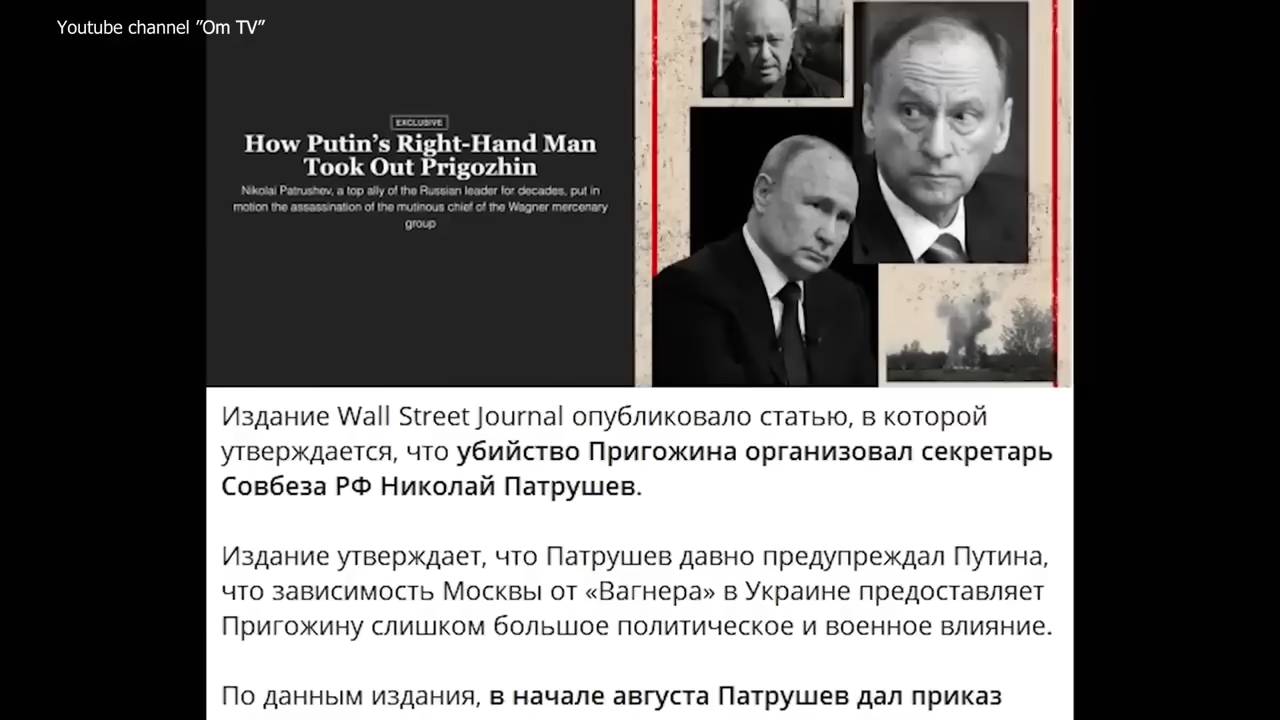 Youtube channel "Om TV"
EXCLUSIVE
How Putin's Right-Hand Man
Took Out Prigozhin
Nikolai Patrushev, a top ally of the Russian leader for decades, put in
motion the assassination of the mutinous chief of the Wagner mercenary
group
Издание Wall Street Journal опубликовало статью, в которой
утверждается, что убийство Пригожина организовал секретарь
Совбеза РФ Николай Патрушев.
Издание утверждает, что Патрушев давно предупреждал Путина,
что зависимость Москвы от «Вагнера» в Украине предоставляет
Пригожину слишком большое политическое и военное влияние.
По данным издания, в начале августа Патрушев дал приказ